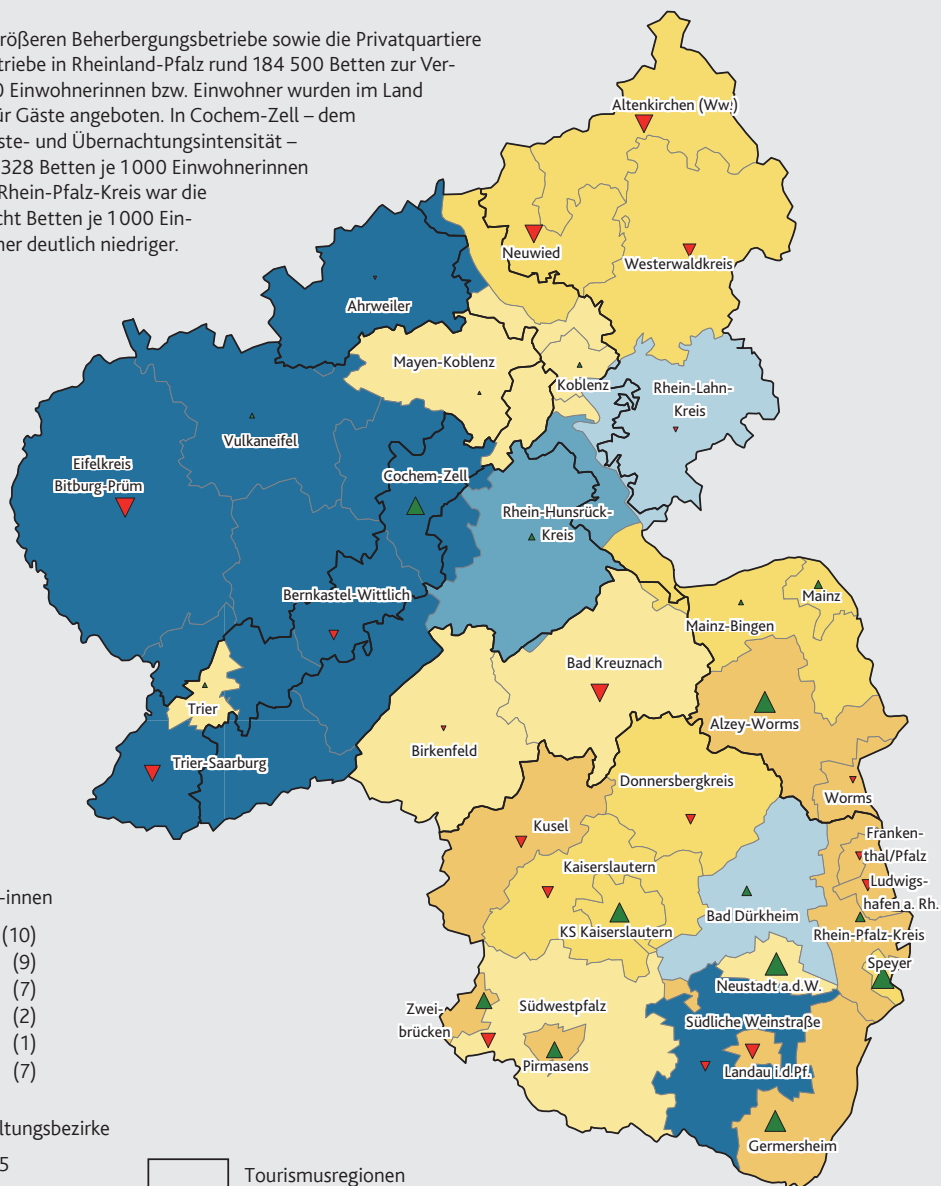 rößeren Beherbergungsbetriebe sowie die Privatquartiere
triebe in Rheinland-Pfalz rund 184 500 Betten zur Ver-
0 Einwohnerinnen bzw. Einwohner wurden im Land
ür Gäste angeboten. In Cochem-Zell – dem
ste- und Übernachtungsintensität –
328 Betten je 1 000 Einwohnerinnen
Rhein-Pfalz-Kreis war die
cht Betten je 1 000 Ein-
ner deutlich niedriger.
Altenkirchen (Ww.)
Neuwied
Westerwaldkreis
Ahrweiler
Mayen-Koblenz
Koblenz
Rhein-Lahn-
Kreis
Vulkaneifel
Eifelkreis
Bitburg-Prüm
Cochem-Zell
Rhein-Hunsrück-
Kreis
Bernkastel-Wittlich
Mainz
Mainz-Bingen
Bad Kreuznach
Trier
Alzey-Worms
Birkenfeld
Trier-Saarburg
Donnersbergkreis
Worms
Kusel
Franken-
thal/Pfalz
Kaiserslautern
Ludwigs-
hafen a. Rh.
Bad Dürkheim
KS Kaiserslautern
Rhein-Pfalz-Kreis
Speyer
Neustadt a.d.W.
Zwei-
brücken
Südwestpfalz
Südliche Weinstraße
Pirmasens
Landau i.d.Pf.
Germersheim
-innen
(10)
(9)
(7)
(2)
(1)
(7)
ltungsbezirke
5
Tourismusregionen